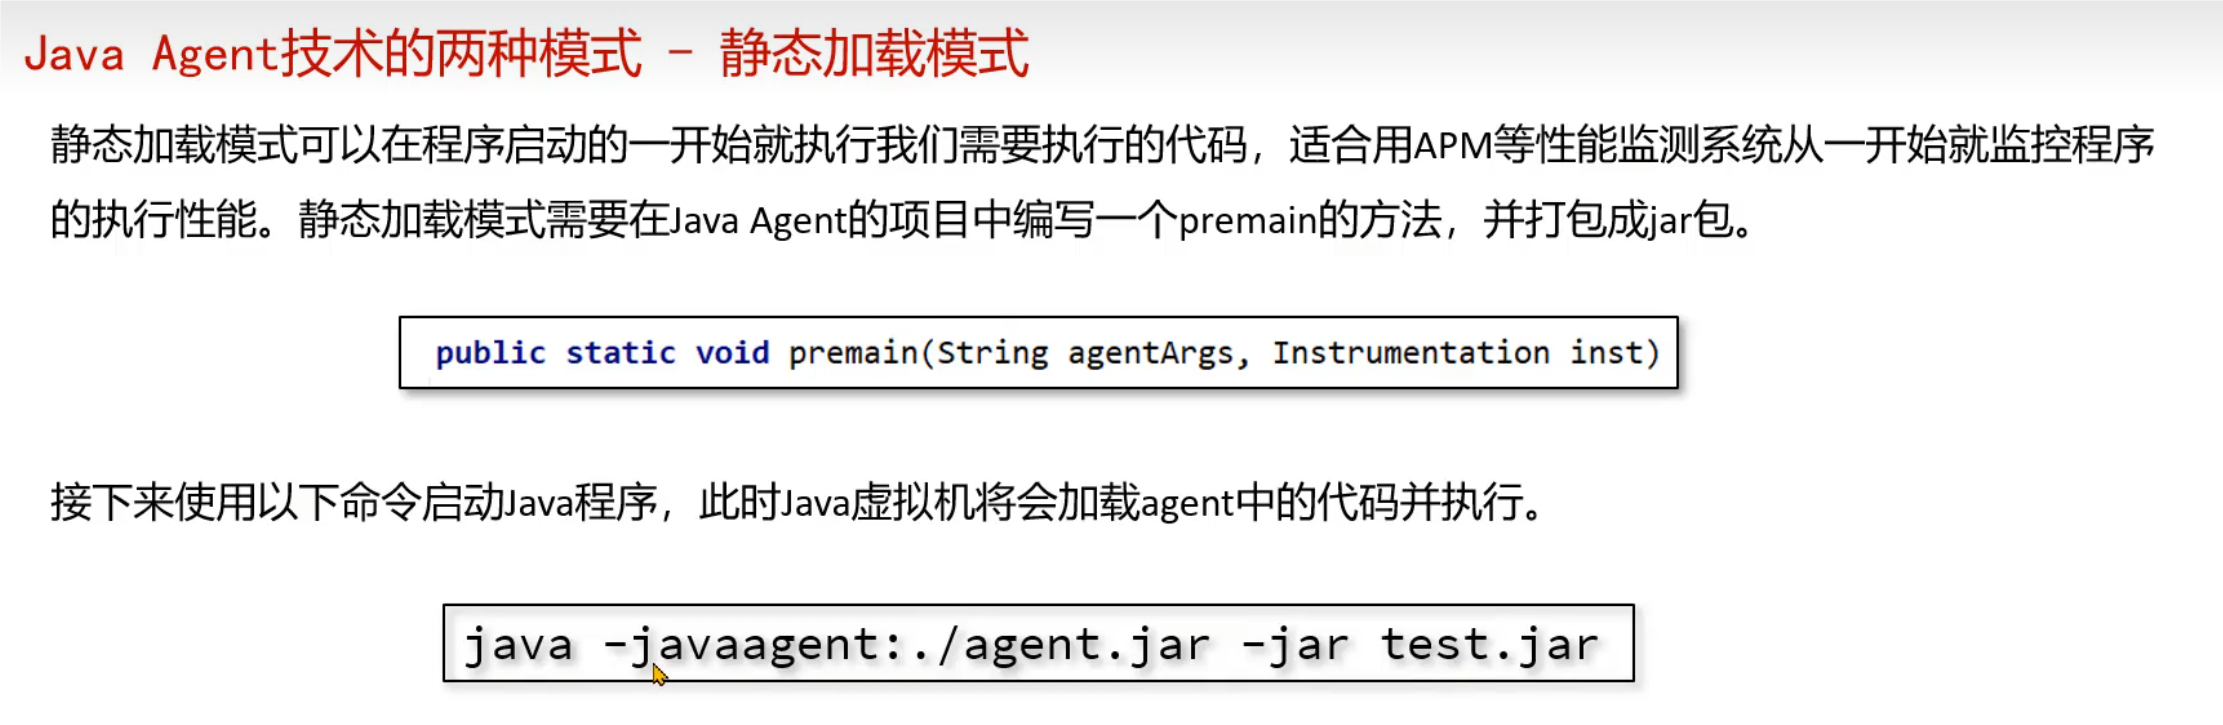 Java Agent技术的两种模式 - 静态加载模式
静态加载模式可以在程序启动的一开始就执行我们需要执行的代码，适合用APM等性能监测系统从一开始就监控程序
的执行性能。静态加载模式需要在Java Agent的项目中编写一个premain的方法，并打包成jar包。
public static void premain(String agentArgs, Instrumentation inst)
接下来使用以下命令启动Java程序，此时Java虚拟机将会加载agent中的代码并执行。
java -javaagent:./agent.jar -jar test.jar